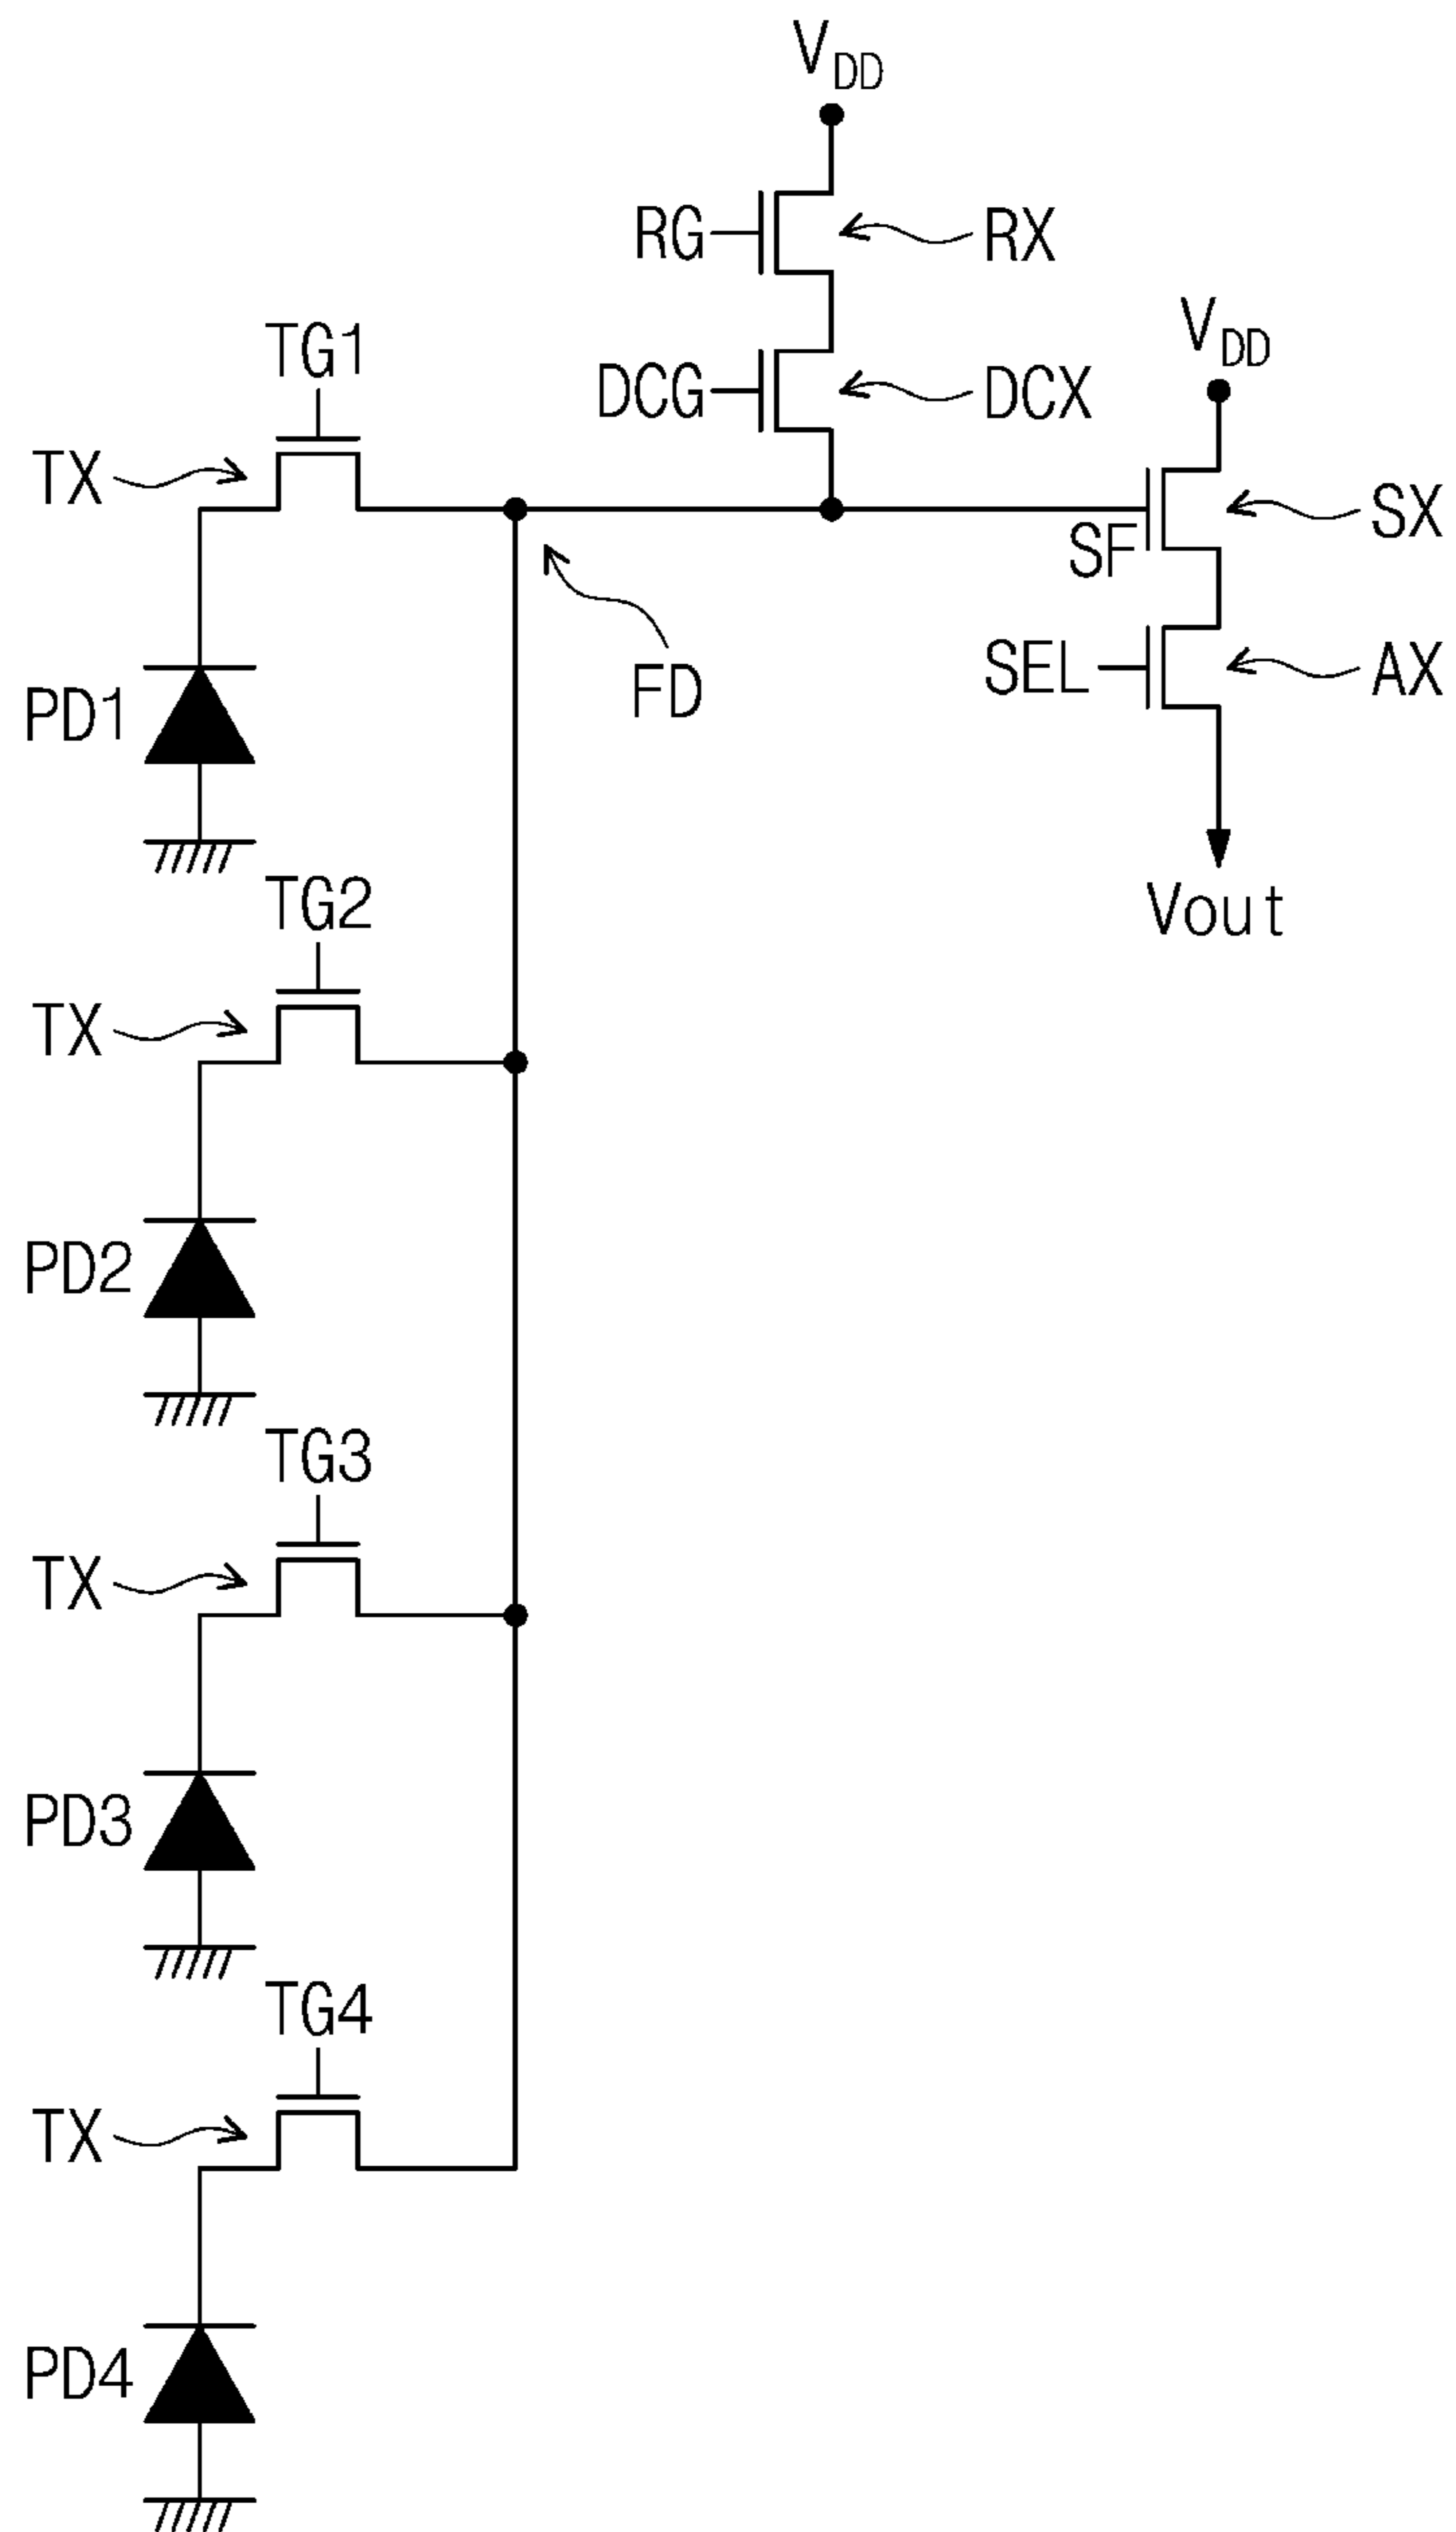 VDD
RG
RX
VDD
TG1
DCG
DCX
TX
SX
SF
FD
SEL
AX
PD1
TG2
Vout
TX
PD2
TG3
TX
PD3
TG4
TX
PD4